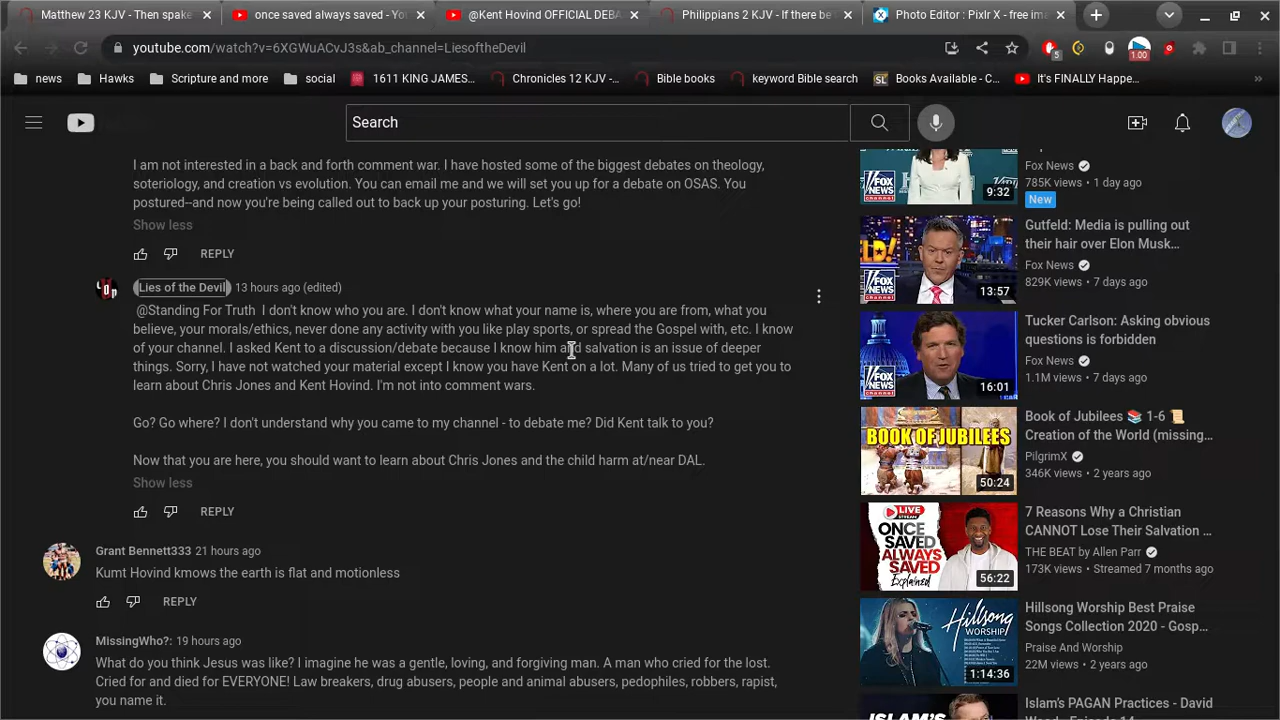 Matthew 23 KJV - Then spake
once saved always saved - Yo
@Kent Hovind OFFICIAL DEBA
Philippians 2 KJV - If there be
Photo Editor : Pixlr X - free ima
youtube.com/watch?v=6XGWuACvJ3s&ab_channel=LiesoftheDevil
5
1.00
news
Hawks
Scripture and more
social
1611 KING JAMES...
Chronicles 12 KJV -...
Bible books
keyword Bible search
SL
Books Available - C...
It's FINALLY Happe...
Search
I am not interested in a back and forth comment war. I have hosted some of the biggest debates on theology,
soteriology, and creation vs evolution. You can email me and we will set you up for a debate on OSAS. You
postured--and now you're being called out to back up your posturing. Let's go!
Show less
REPLY
Lies of the Devil 13 hours ago (edited)
@Standing For Truth I don't know who you are. I don't know what your name is, where you are from, what you
believe, your morals/ethics, never done any activity with you like play sports, or spread the Gospel with, etc. I know
of your channel. I asked Kent to a discussion/debate because I know him and salvation is an issue of deeper
things. Sorry, I have not watched your material except I know you have Kent on a lot. Many of us tried to get you to
learn about Chris Jones and Kent Hovind. I'm not into comment wars.
Go? Go where? I don't understand why you came to my channel - to debate me? Did Kent talk to you?
Now that you are here, you should want to learn about Chris Jones and the child harm at/near DAL.
Show less
REPLY
Grant Bennett333 21 hours ago
Kumt Hovind knows the earth is flat and motionless
REPLY
MissingWho?: 19 hours ago
What do you think Jesus was like? I imagine he was a gentle, loving, and forgiving man. A man who cried for the lost.
Cried for and died for EVERYONE! Law breakers, drug abusers, people and animal abusers, pedophiles, robbers, rapist,
you name it.
9:32
Fox News
785K views • 1 day ago
New
13:57
Gutfeld: Media is pulling out
their hair over Elon Musk...
Fox News
829K views • 7 days ago
16:01
Tucker Carlson: Asking obvious
questions is forbidden
Fox News
1.1M views • 7 days ago
BOOK OF JUBILEES
50:24
Book of Jubilees 📚 1-6 📜
Creation of the World (missing...
PilgrimX
346K views • 2 years ago
LIVE
ONCE
SAVED
ALWAYS
SAVED
Explained
56:22
7 Reasons Why a Christian
CANNOT Lose Their Salvation ...
THE BEAT by Allen Parr
173K views • Streamed 7 months ago
Hillsong
WORSHIP
1:14:36
Hillsong Worship Best Praise
Songs Collection 2020 - Gosp...
Praise And Worship
22M views • 2 years ago
ISLAM'S
Islam's PAGAN Practices - David